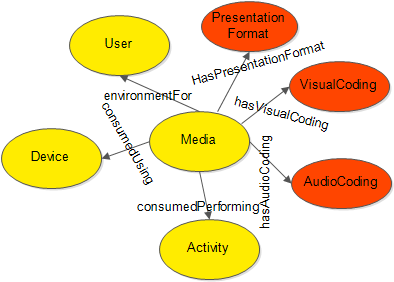 Presentation
Format
User
HasPresentationFormat
VisualCoding
environmentFor
hasVisualCoding
consumedUsing
Media
Device
hasAudioCoding
AudioCoding
consumedPerforming
Activity